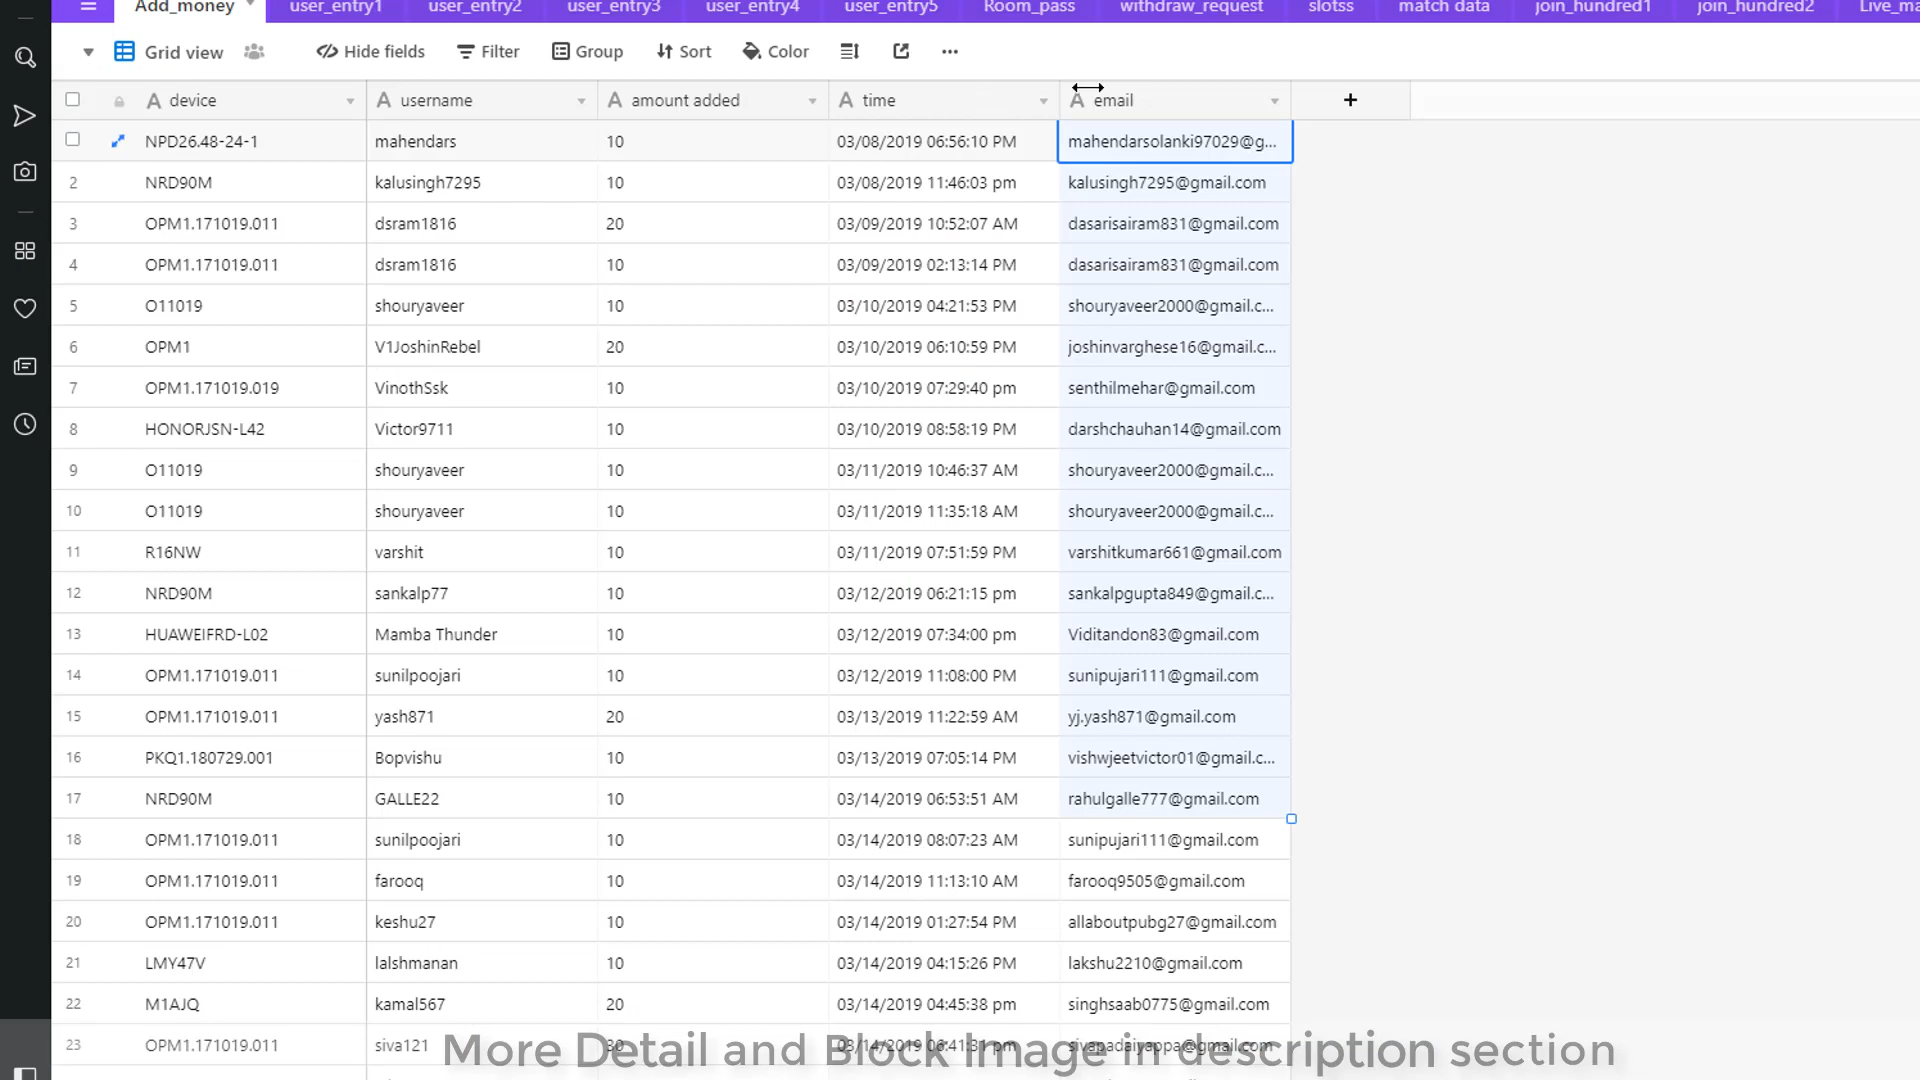 Add_money user_entry1 user_entry2 user_entry3 user_entry4 user_entry5 Room_pass withdraw_request slotss match data join_hundred1 join_hundred2
Grid view Hide fields Filter Group Sort Color ...
A device A username A amount added A time A email +
NPD26.48-24-1 mahendars 10 03/08/2019 06:56:10 PM mahendarsolanki97029@g...
2 NRD90M kalusingh7295 10 03/08/2019 11:46:03 pm kalusingh7295@gmail.com
3 OPM1.171019.011 dsram1816 20 03/09/2019 10:52:07 AM dasarisairam831@gmail.com
4 OPM1.171019.011 dsram1816 10 03/09/2019 02:13:14 PM dasarisairam831@gmail.com
5 O11019 shouryaveer 10 03/10/2019 04:21:53 PM shouryaveer2000@gmail.c...
6 OPM1 V1JoshinRebel 20 03/10/2019 06:10:59 PM joshinvarghese16@gmail.c...
7 OPM1.171019.019 VinothSsk 10 03/10/2019 07:29:40 pm senthilmehar@gmail.com
8 HONORJSN-L42 Victor9711 10 03/10/2019 08:58:19 PM darshchauhan14@gmail.com
9 O11019 shouryaveer 10 03/11/2019 10:46:37 AM shouryaveer2000@gmail.c...
10 O11019 shouryaveer 10 03/11/2019 11:35:18 AM shouryaveer2000@gmail.c...
11 R16NW varshit 10 03/11/2019 07:51:59 PM varshitkumar661@gmail.com
12 NRD90M sankalp77 10 03/12/2019 06:21:15 pm sankalpgupta849@gmail.c...
13 HUAWEIFRD-L02 Mamba Thunder 10 03/12/2019 07:34:00 pm Viditandon83@gmail.com
14 OPM1.171019.011 sunilpoojari 10 03/12/2019 11:08:00 PM sunipujari111@gmail.com
15 OPM1.171019.011 yash871 20 03/13/2019 11:22:59 AM yj.yash871@gmail.com
16 PKQ1.180729.001 Bopvishu 10 03/13/2019 07:05:14 PM vishwjeetvictor01@gmail.c...
17 NRD90M GALLE22 10 03/14/2019 06:53:51 AM rahulgalle777@gmail.com
18 OPM1.171019.011 sunilpoojari 10 03/14/2019 08:07:23 AM sunipujari111@gmail.com
19 OPM1.171019.011 farooq 10 03/14/2019 11:13:10 AM farooq9505@gmail.com
20 OPM1.171019.011 keshu27 10 03/14/2019 01:27:54 PM allaboutpubg27@gmail.com
21 LMY47V lalshmanan 10 03/14/2019 04:15:26 PM lakshu2210@gmail.com
22 M1AJQ kamal567 20 03/14/2019 04:45:38 pm singhsaab0775@gmail.com
23 OPM1.171019.011 siva121 30 03/14/2019 06:41:31 pm sivapadaiyappa@gmail.com
More Detail and Block Image in description section